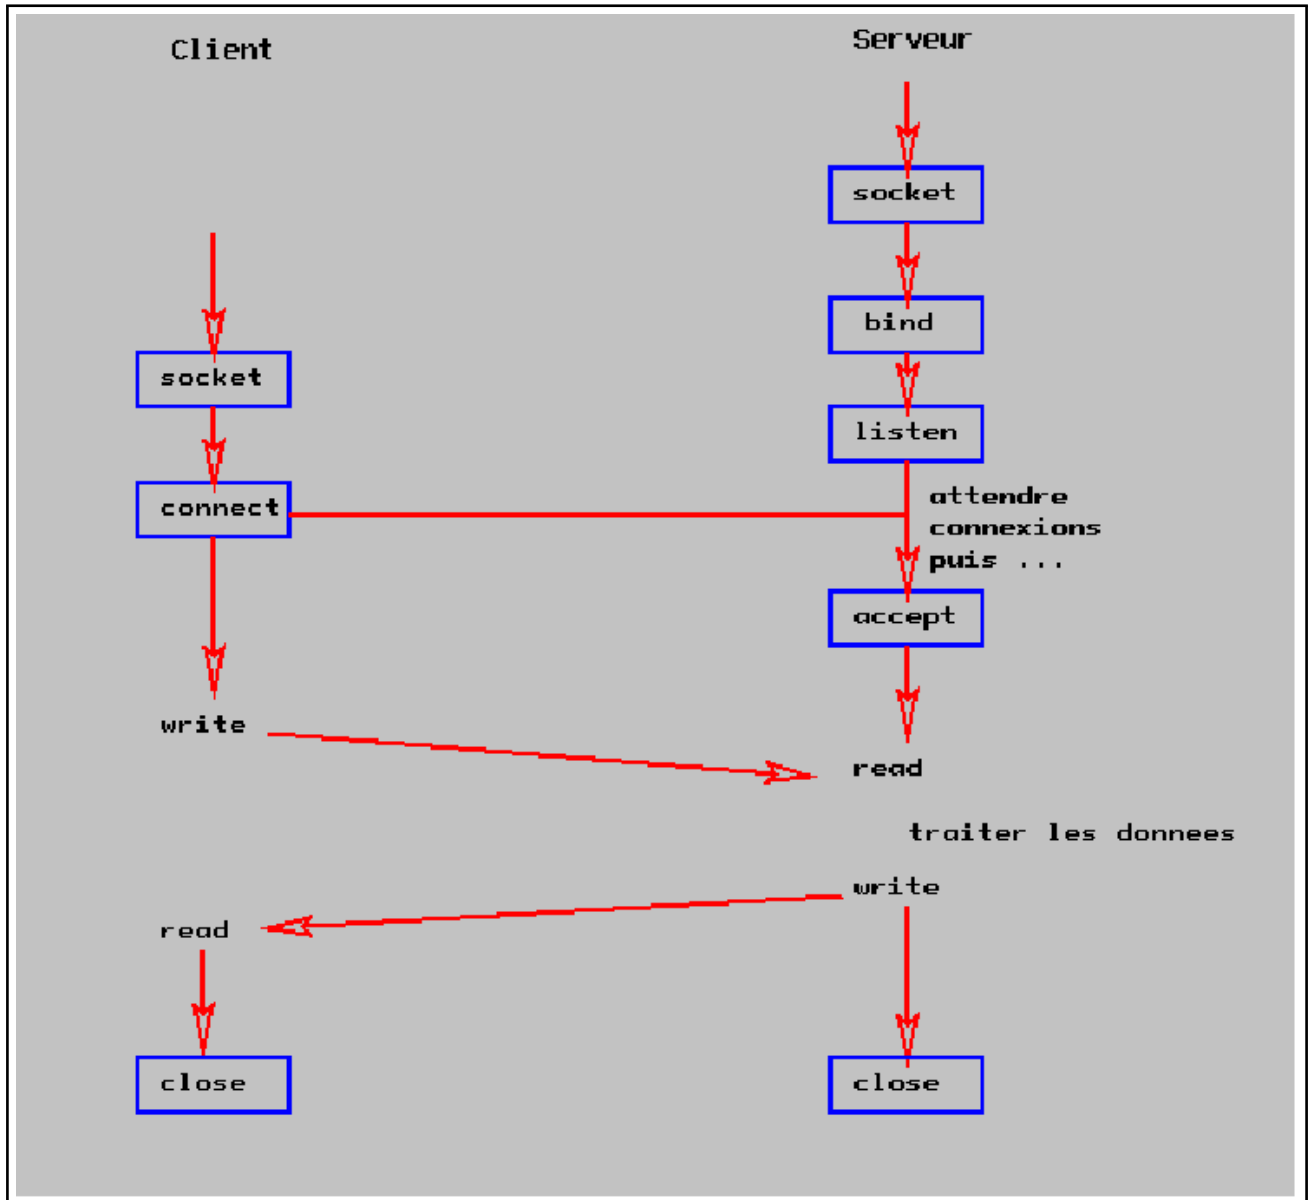 Client
Serveur
socket
bind
socket
listen
connect
attendre
connexions
puis ...
accept
write
read
traiter les donnees
write
read
close
close